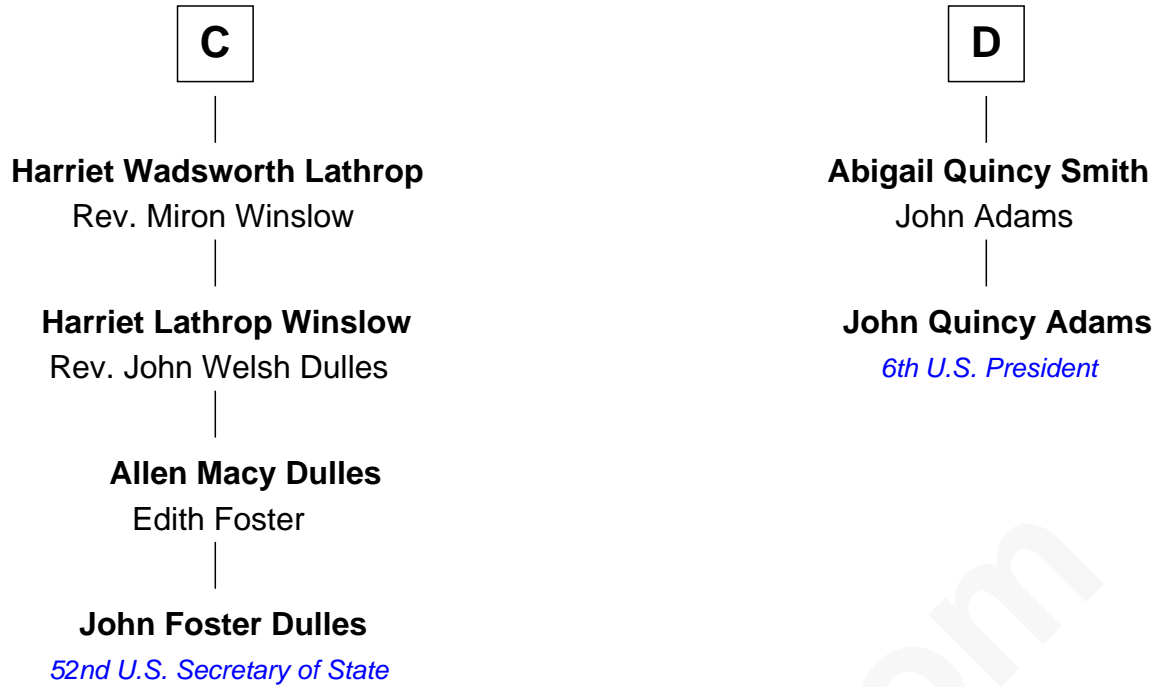 C
Harriet Wadsworth Lathrop
Rev. Miron Winslow
Harriet Lathrop Winslow
Rev. John Welsh Dulles
Allen Macy Dulles
Edith Foster
John Foster Dulles
52nd U.S. Secretary of State
D
Abigail Quincy Smith
John Adams
John Quincy Adams
6th U.S. President
om